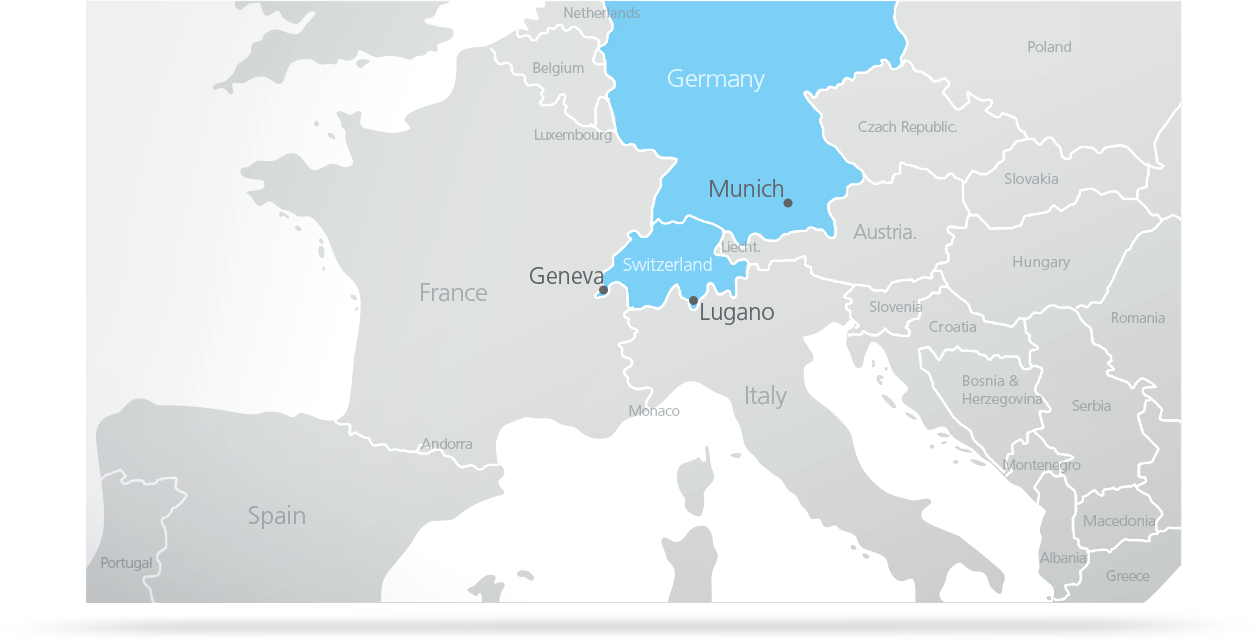 Netherlands
Poland
Belgium
Germany
Czach Republic.
Luxembourg
Slovakia
Munich
Austria.
Liecht.
Switzerland
Hungary
Geneva
France
Slovenia
Lugano
Romania
Croatia
Bosnia &
Herzegovina
Italy
Serbia
Monaco
Andorra
Montenegro
Spain
Macedonia
Portugal
Albania
Greece